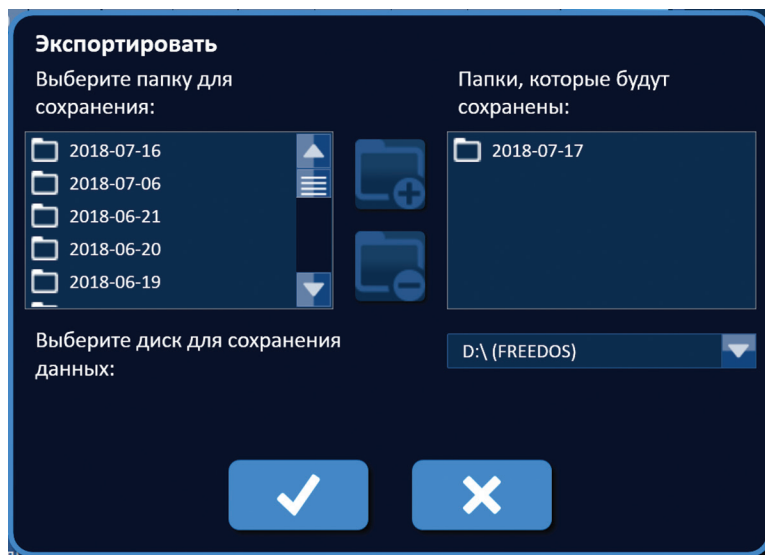 Экспортировать
Выберите папку для
сохранения:
2018-07-16
2018-07-06
2018-06-21
2018-06-20
2018-06-19
Папки, которые будут
сохранены:
2018-07-17
Выберите диск для сохранения
данных:
D:\ (FREEDOS)